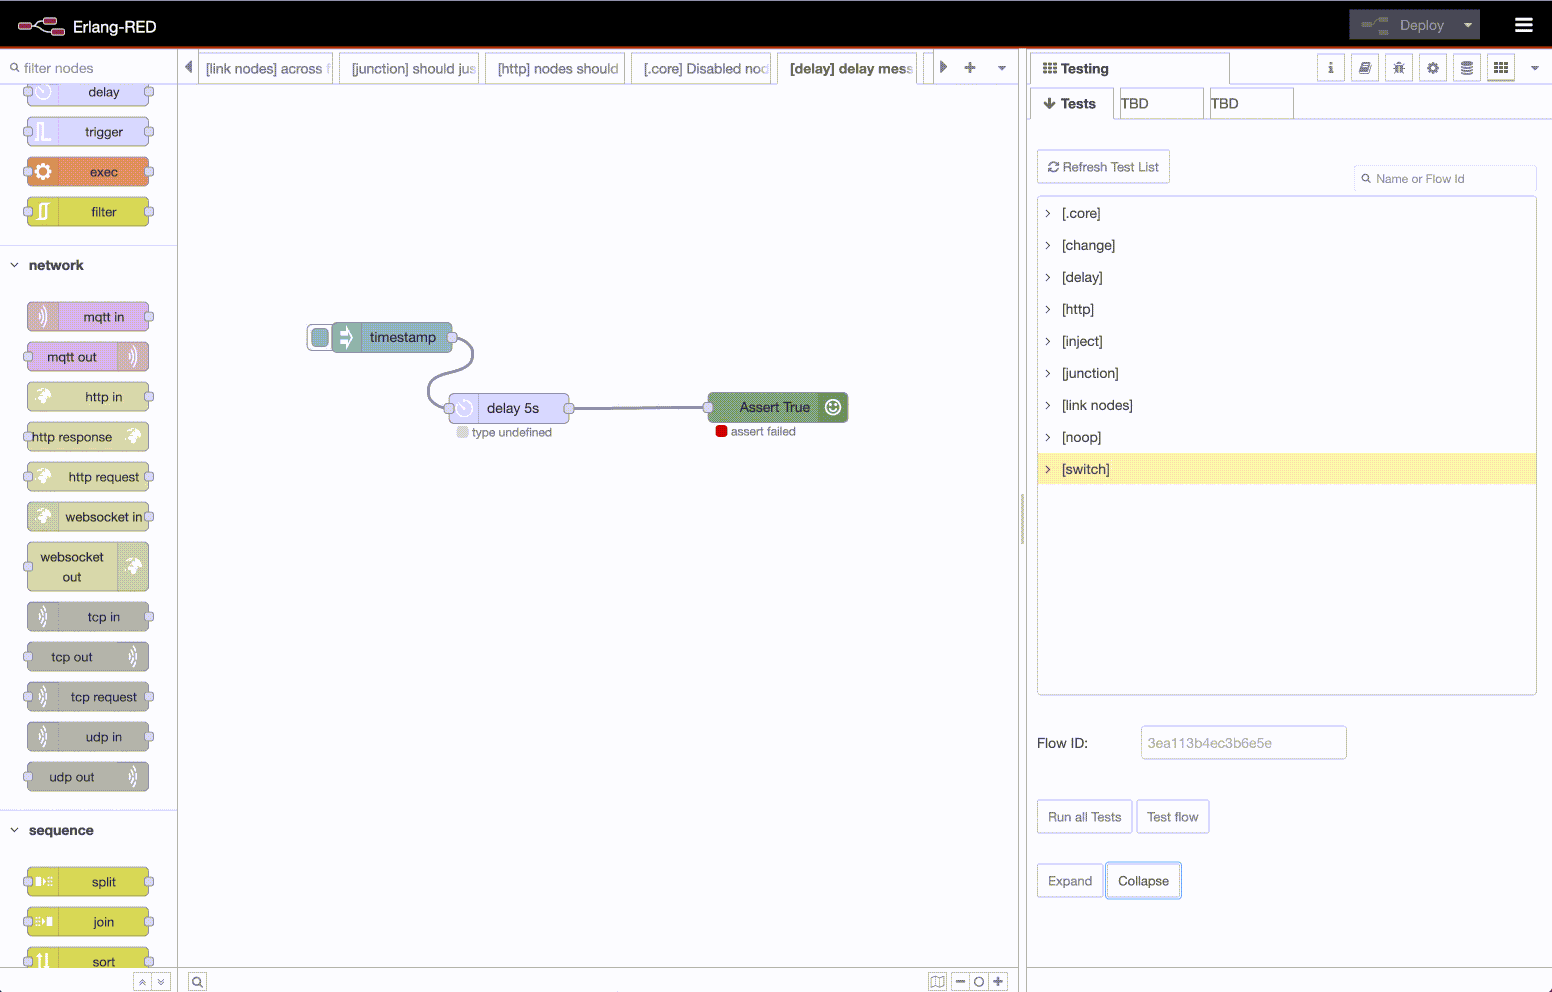 Erlang-RED
Deploy
filter nodes
[link nodes] across f
[junction] should jus
[http] nodes should
[.core] Disabled nod
[delay] delay mess
Testing
Tests
TBD
TBD
delay
trigger
exec
filter
network
mqtt in
mqtt out
http in
http response
http request
websocket in
websocket
out
tcp in
tcp out
tcp request
udp in
udp out
sequence
split
join
sort
timestamp
delay 5s
type undefined
Assert True
assert failed
Refresh Test List
Name or Flow Id
[.core]
[change]
[delay]
[http]
[inject]
[junction]
[link nodes]
[noop]
[switch]
Flow ID:
3ea113b4ec3b6e5e
Run all Tests
Test flow
Expand
Collapse